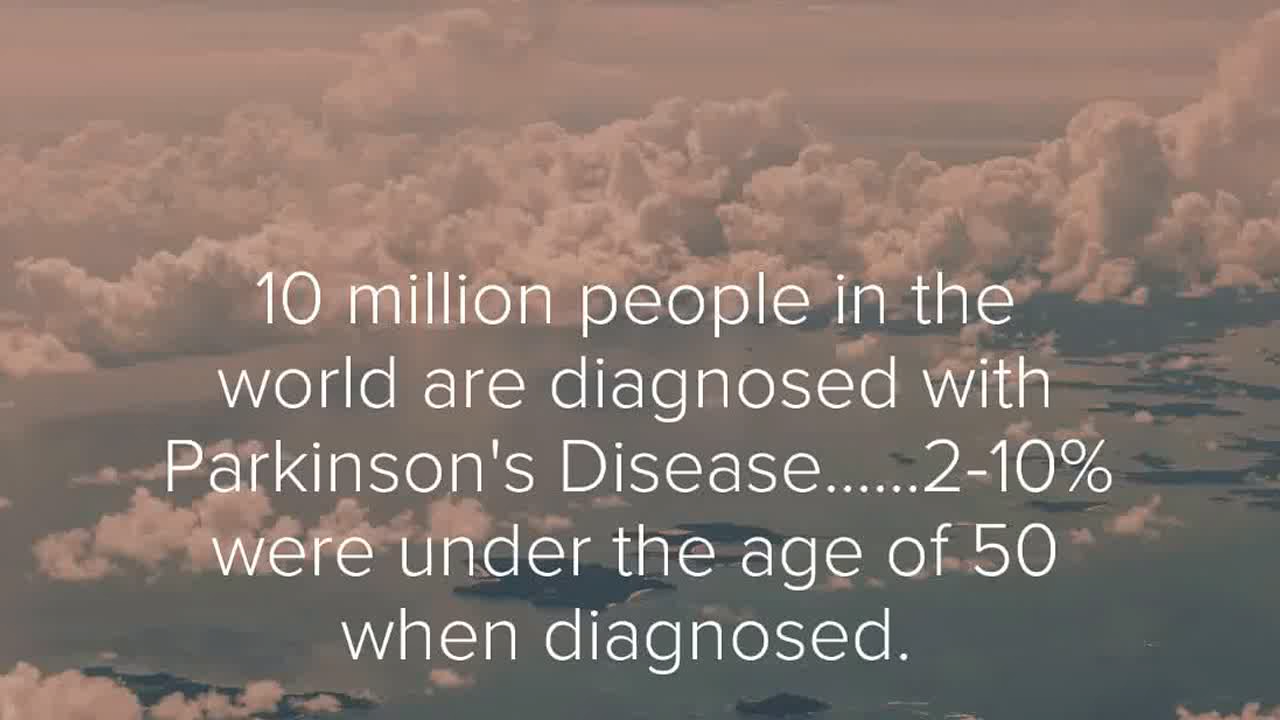 10 million people in the
world are diagnosed with
Parkinson's Disease......2-10%
were under the age of 50
when diagnosed.